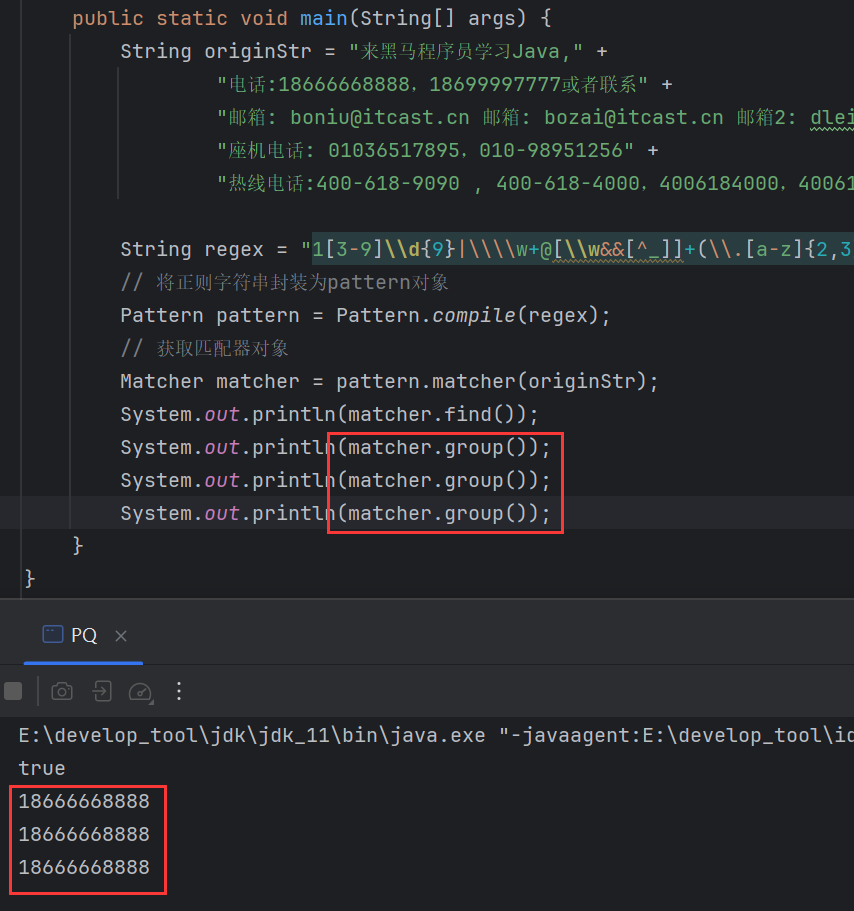 public static void main(String[] args) {
String originStr = "来黑马程序员学习Java," +
"电话:18666668888，18699997777或者联系" +
"邮箱: boniu@itcast.cn 邮箱: bozai@itcast.cn 邮箱2: dlei
"座机电话: 01036517895，010-98951256" +
"热线电话:400-618-9090 , 400-618-4000，4006184000，40061
String regex = "1[3-9]\\d{9}|\\\\w+@[\\w&&[^_]]+(\\.[a-z]{2,3
// 将正则字符串封装为pattern对象
Pattern pattern = Pattern.compile(regex);
// 获取匹配器对象
Matcher matcher = pattern.matcher(originStr);
System.out.println(matcher.find());
System.out.println(matcher.group());
System.out.println(matcher.group());
System.out.println(matcher.group());
}
}
PQ
E:\develop_tool\jdk\jdk_11\bin\java.exe "-javaagent:E:\develop_tool\id
true
18666668888
18666668888
18666668888